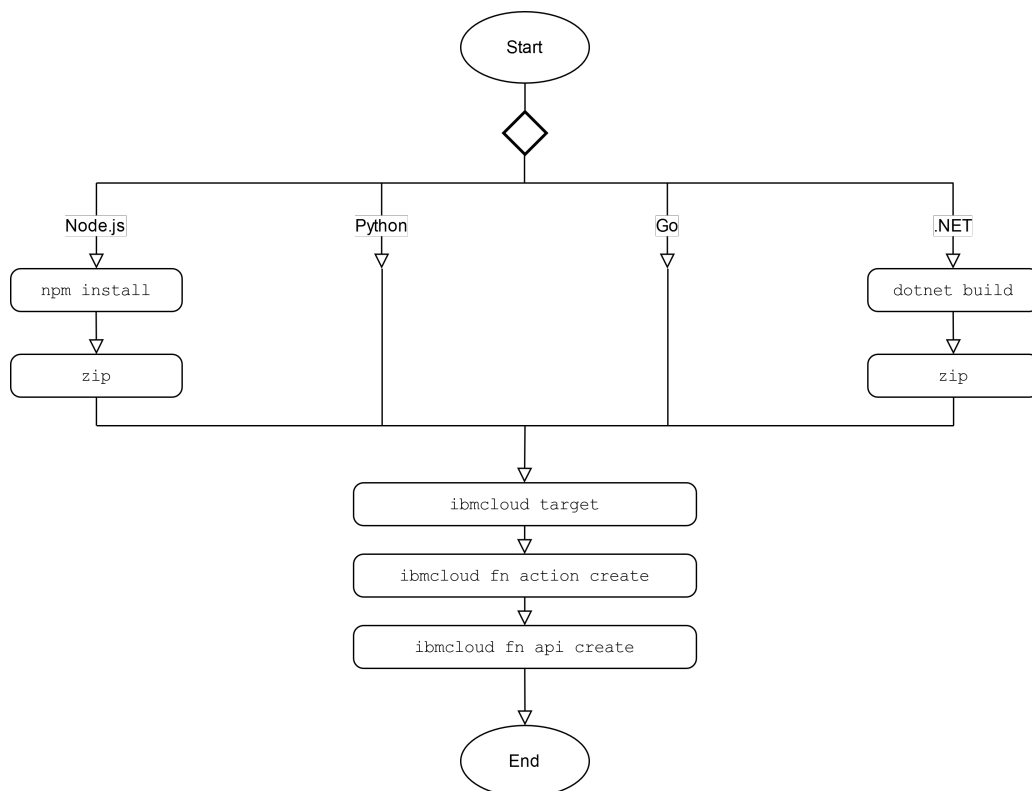 Start
Node.js
Python
Go
.NET
npm install
dotnet build
zip
zip
ibmcloud target
ibmcloud fn action create
ibmcloud fn api create
End